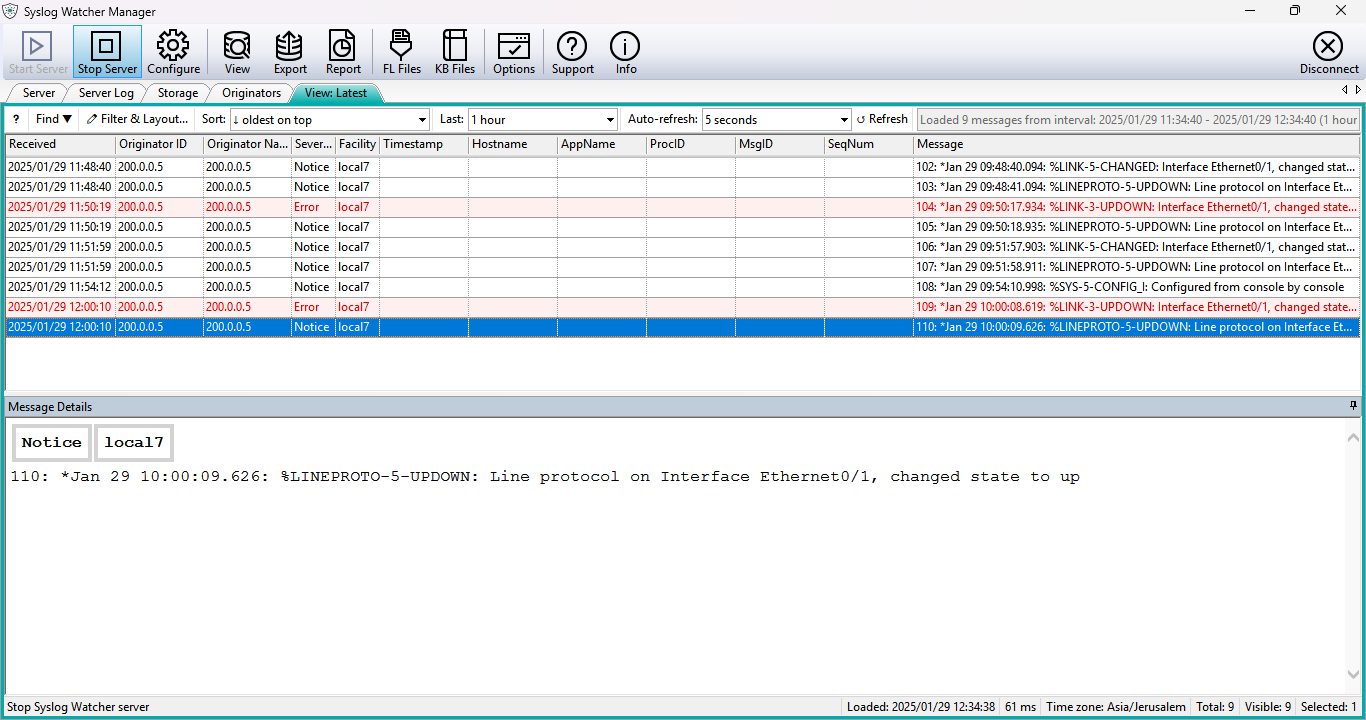 Syslog Watcher Manager
Start Server Stop Server Configure View Export Report FL Files KB Files Options Support Info Disconnect
Server Server Log Storage Originators View: Latest
? Find ▼ Filter & Layout... Sort: ↓ oldest on top Last: 1 hour Auto-refresh: 5 seconds Refresh Loaded 9 messages from interval: 2025/01/29 11:34:40 - 2025/01/29 12:34:40 (1 hour
Received Originator ID Originator Na... Sever... Facility Timestamp Hostname AppName ProcID MsgID SeqNum Message
2025/01/29 11:48:40 200.0.0.5 200.0.0.5 Notice local7 102: *Jan 29 09:48:40.094: %LINK-5-CHANGED: Interface Ethernet0/1, changed stat...
2025/01/29 11:48:40 200.0.0.5 200.0.0.5 Notice local7 103: *Jan 29 09:48:41.094: %LINEPROTO-5-UPDOWN: Line protocol on Interface Et...
2025/01/29 11:50:19 200.0.0.5 200.0.0.5 Error local7 104: *Jan 29 09:50:17.934: %LINK-3-UPDOWN: Interface Ethernet0/1, changed state...
2025/01/29 11:50:19 200.0.0.5 200.0.0.5 Notice local7 105: *Jan 29 09:50:18.935: %LINEPROTO-5-UPDOWN: Line protocol on Interface Et...
2025/01/29 11:51:59 200.0.0.5 200.0.0.5 Notice local7 106: *Jan 29 09:51:57.903: %LINK-5-CHANGED: Interface Ethernet0/1, changed stat...
2025/01/29 11:51:59 200.0.0.5 200.0.0.5 Notice local7 107: *Jan 29 09:51:58.911: %LINEPROTO-5-UPDOWN: Line protocol on Interface Et...
2025/01/29 11:54:12 200.0.0.5 200.0.0.5 Notice local7 108: *Jan 29 09:54:10.998: %SYS-5-CONFIG_I: Configured from console by console
2025/01/29 12:00:10 200.0.0.5 200.0.0.5 Error local7 109: *Jan 29 10:00:08.619: %LINK-3-UPDOWN: Interface Ethernet0/1, changed state...
2025/01/29 12:00:10 200.0.0.5 200.0.0.5 Notice local7 110: *Jan 29 10:00:09.626: %LINEPROTO-5-UPDOWN: Line protocol on Interface Et...
Message Details
Notice local7
110: *Jan 29 10:00:09.626: %LINEPROTO-5-UPDOWN: Line protocol on Interface Ethernet0/1, changed state to up
Stop Syslog Watcher server Loaded: 2025/01/29 12:34:38 61 ms Time zone: Asia/Jerusalem Total: 9 Visible: 9 Selected: 1